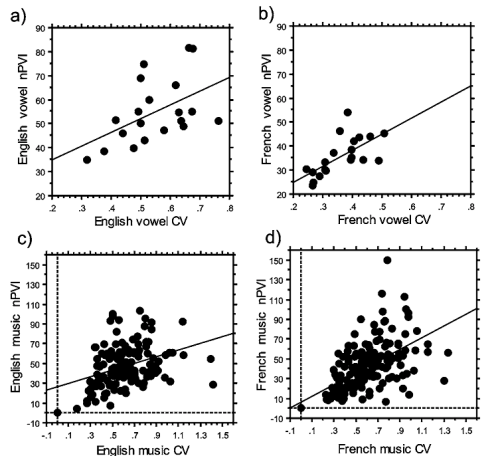 a)
English vowel nPVI
90
80
70
60
50
40
30
20
.2 .3 .4 .5 .6 .7 .8
English vowel CV
b)
French vowel nPVI
90
80
70
60
50
40
30
20
.2 .3 .4 .5 .6 .7 .8
French vowel CV
c)
English music nPVI
150
130
110
90
70
50
30
10
-10
-.1 .1 .3 .5 .7 .9 1.1 1.5
English music CV
d)
French music nPVI
150
130
110
90
70
50
30
10
-10
-.1 .1 .3 .5 .7 .9 1.1 1.3 1.5
French music CV